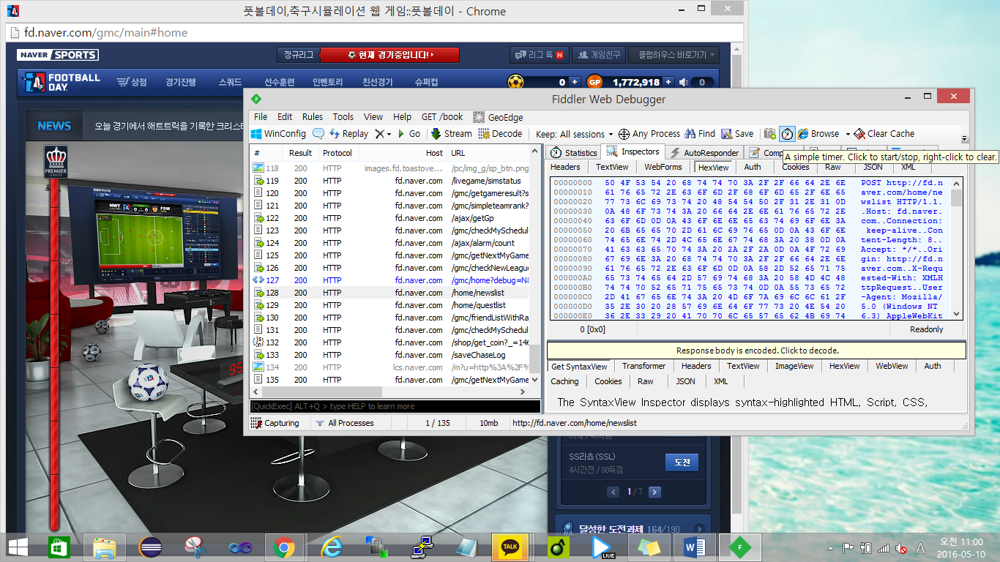 풋볼데이,축구시뮬레이션 웹 게임::풋볼데이 - Chrome
fd.naver.com/gmc/main#home
NAVER SPORTS
정규리그 현재 경기중입니다!
리그 톡 N 게임친구 클럽하우스 바로가기
FOOTBALL DAY.
상점 경기진행 스쿼드 선수훈련 인벤토리 친선경기 슈퍼컵
0 + GP 1,772,918 + 0
NEWS 오늘 경기에서 해트트릭을 기록한 크리스
PREMIER LEAGUE
NWT 0 0 FDM
Fiddler Web Debugger
File Edit Rules Tools View Help GET /book GeoEdge
WinConfig Replay Go Stream Decode Keep: All sessions Any Process Find Save Browse Clear Cache
# Result Protocol Host URL
118 200 HTTP images.fd.toastove... /pc/img_g/sp_btn.png
119 200 HTTP fd.naver.com /livegame/simstatus
120 200 HTTP fd.naver.com /gmc/getgameresult?s
121 200 HTTP fd.naver.com /gmc/simpleteamrank?
122 200 HTTP fd.naver.com /ajax/getGp
123 200 HTTP fd.naver.com /gmc/checkMySchedul
124 200 HTTP fd.naver.com /ajax/alarm/count
125 200 HTTP fd.naver.com /gmc/getNextMyGame
126 200 HTTP fd.naver.com /gmc/checkNewLeague
127 200 HTTP fd.naver.com /gmc/home?debug=N&
128 200 HTTP fd.naver.com /home/newslist
129 200 HTTP fd.naver.com /home/questlist
130 200 HTTP fd.naver.com /gmc/friendListWithRa
131 200 HTTP fd.naver.com /gmc/checkMySchedul
132 200 HTTP fd.naver.com /shop/get_coin?_=146
133 200 HTTP fd.naver.com /saveChaseLog
134 200 HTTP lcs.naver.com /m?u=http%3A%2F%
135 200 HTTP fd.naver.com /gmc/getNextMyGame
[QuickExec] ALT+Q > type HELP to learn more
Capturing All Processes 1 / 135 10mb http://fd.naver.com/home/newslist
Statistics Inspectors AutoResponder Comp
A simple timer. Click to start/stop, right-click to clear.
Headers TextView WebForms HexView Auth Cookies Raw JSON XML
00000000 50 4F 53 54 20 68 74 74 70 3A 2F 2F 66 64 2E 6E POST http://fd.n
00000010 61 76 65 72 2E 63 6F 6D 2F 68 6F 6D 65 2F 6E 65 aver.com/home/ne
00000020 77 73 6C 69 73 74 20 48 54 54 50 2F 31 2E 31 0D wslist HTTP/1.1.
00000030 0A 48 6F 73 74 3A 20 66 64 2E 6E 61 76 65 72 2E .Host: fd.naver.
00000040 63 6F 6D 0D 0A 43 6F 6E 6E 65 63 74 69 6F 6E 3A com..Connection:
00000050 20 6B 65 65 70 2D 61 6C 69 76 65 0D 0A 43 6F 6E keep-alive..Con
00000060 74 65 6E 74 2D 4C 65 6E 67 74 68 3A 20 38 0D 0A tent-Length: 8..
00000070 41 63 63 65 70 74 3A 20 2A 2F 2A 0D 0A 4F 72 69 Accept: */*..Ori
00000080 67 69 6E 3A 20 68 74 74 70 3A 2F 2F 66 64 2E 6E gin: http://fd.n
00000090 61 76 65 72 2E 63 6F 6D 0D 0A 58 2D 52 65 71 75 aver.com..X-Requ
000000A0 65 73 74 65 64 2D 57 69 74 68 3A 20 58 4D 4C 48 ested-With: XMLH
000000B0 74 74 70 52 65 71 75 65 73 74 0D 0A 55 73 65 72 ttpRequest..User
000000C0 2D 41 67 65 6E 74 3A 20 4D 6F 7A 69 6C 6C 61 2F -Agent: Mozilla/
000000D0 35 2E 30 20 28 57 69 6E 64 6F 77 73 20 4E 54 20 5.0 (Windows NT
000000E0 36 2E 33 29 20 41 70 70 6C 65 57 65 62 4B 69 74 6.3) AppleWebKit
0 [0x0] Readonly
Response body is encoded. Click to decode.
Get SyntaxView Transformer Headers TextView ImageView HexView WebView Auth
Caching Cookies Raw JSON XML
The SyntaxView Inspector displays syntax-highlighted HTML, Script, CSS,
SS라쵸 (SSL)
4시간전 / 93득점 도전
1 / 7
달성한 도전과제 164/190
TALK
LIVE
A
오전 11:00
2016-05-10